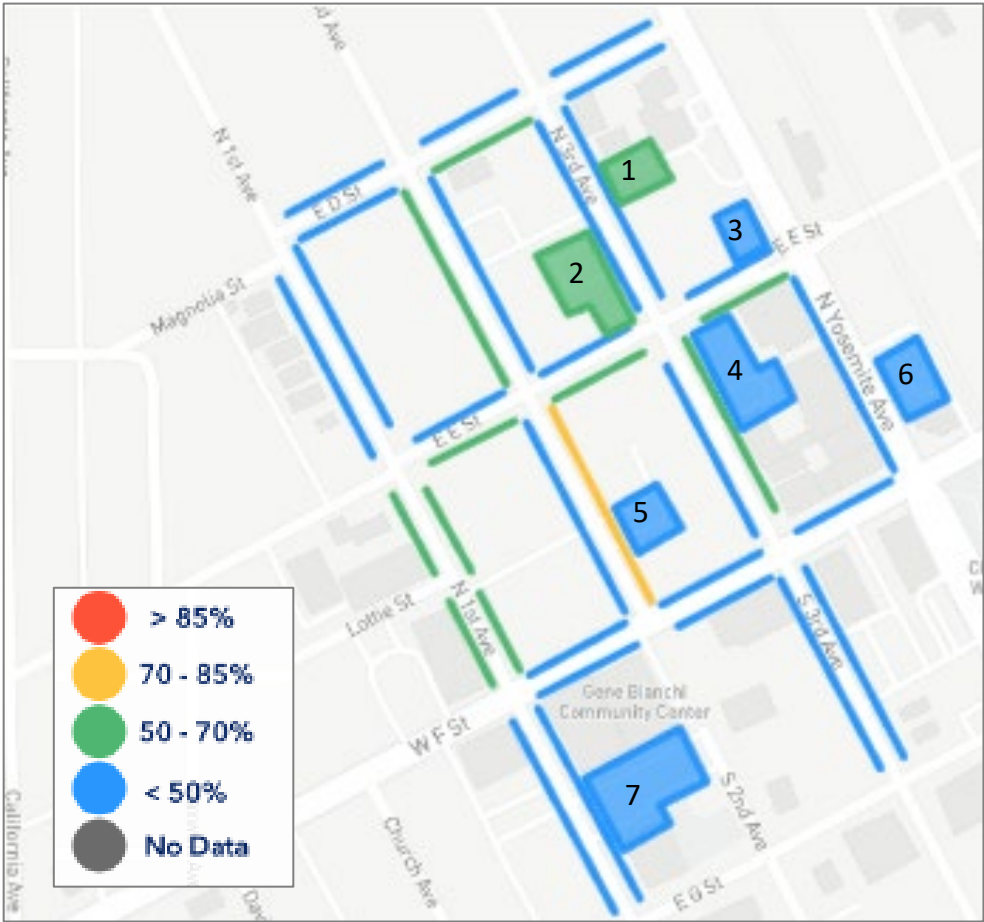 N 1st Ave
E D St
N 3rd Ave
1
2
3
E E St
Magnolia St
N Yosemite Ave
4
6
E E St
5
Lottie St
N 1st Ave
S 3rd Ave
> 85%
70 - 85%
50 - 70%
< 50%
No Data
Gene Bianchi
Community Center
W F St
7
S 2nd Ave
California Ave
Church Ave
E G St